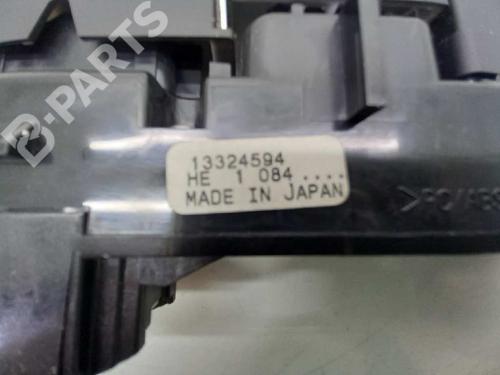 B-PARTS
13324594
HE 1 084 ....
MADE IN JAPAN
>PC/ABS